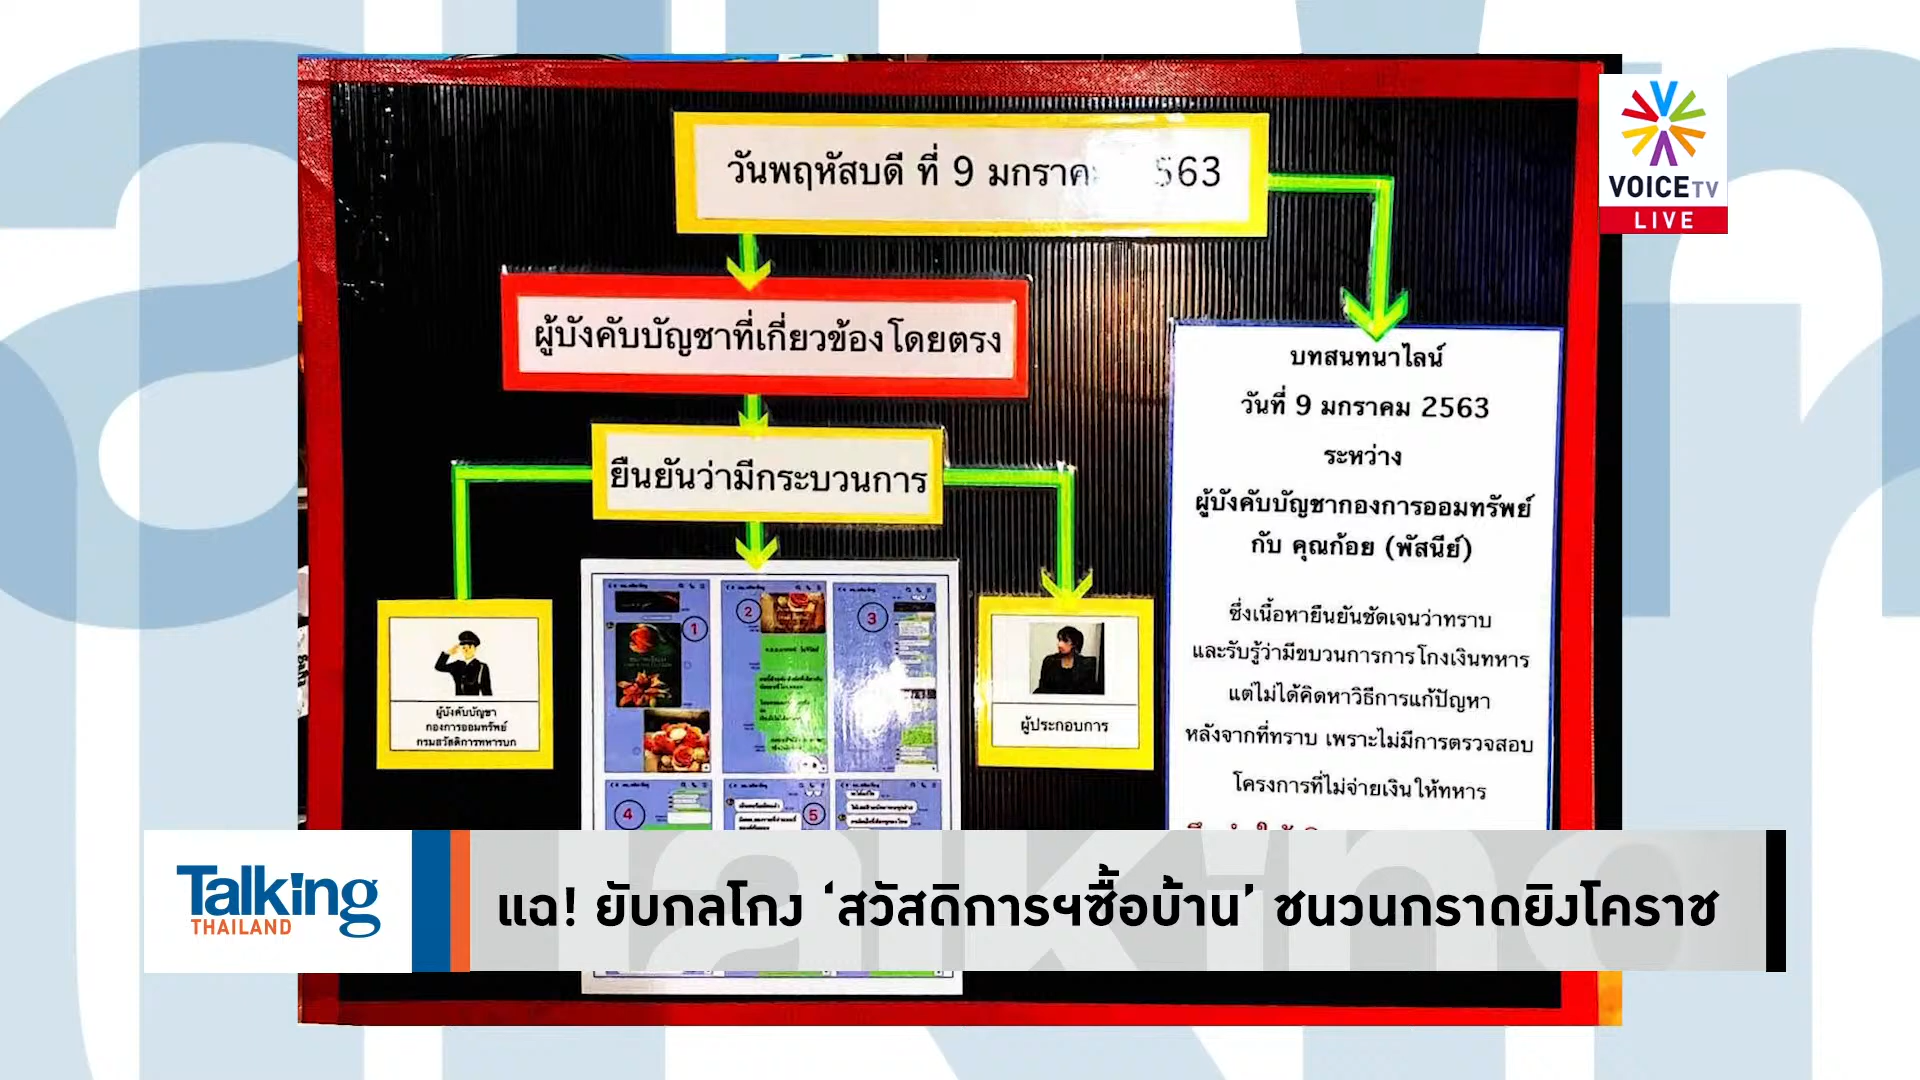 วันพฤหัสบดี ที่ 9 มกราค 563
VOICE TV
LIVE
ผู้บังคับบัญชาที่เกี่ยวข้องโดยตรง
ยืนยันว่ามีกระบวนการ
บทสนทนาไลน์
วันที่ 9 มกราคม 2563
ระหว่าง
ผู้บังคับบัญชากองการออมทรัพย์
กับ คุณก้อย (พัสนีย์)
ซึ่งเนื้อหายืนยันชัดเจนว่าทราบ
และรับรู้ว่ามีขบวนการการโกงเงินทหาร
แต่ไม่ได้คิดหาวิธีการแก้ปัญหา
หลังจากที่ทราบ เพราะไม่มีการตรวจสอบ
โครงการที่ไม่จ่ายเงินให้ทหาร
ผู้บังคับบัญชา
กองการออมทรัพย์
กรมสวัสดิการทหารบก
1
2
3
4
5
ผู้ประกอบการ
Talking
THAILAND
แฉ! ยับกลโกง ‘สวัสดิการฯซื้อบ้าน’ ชนวนกราดยิงโคราช